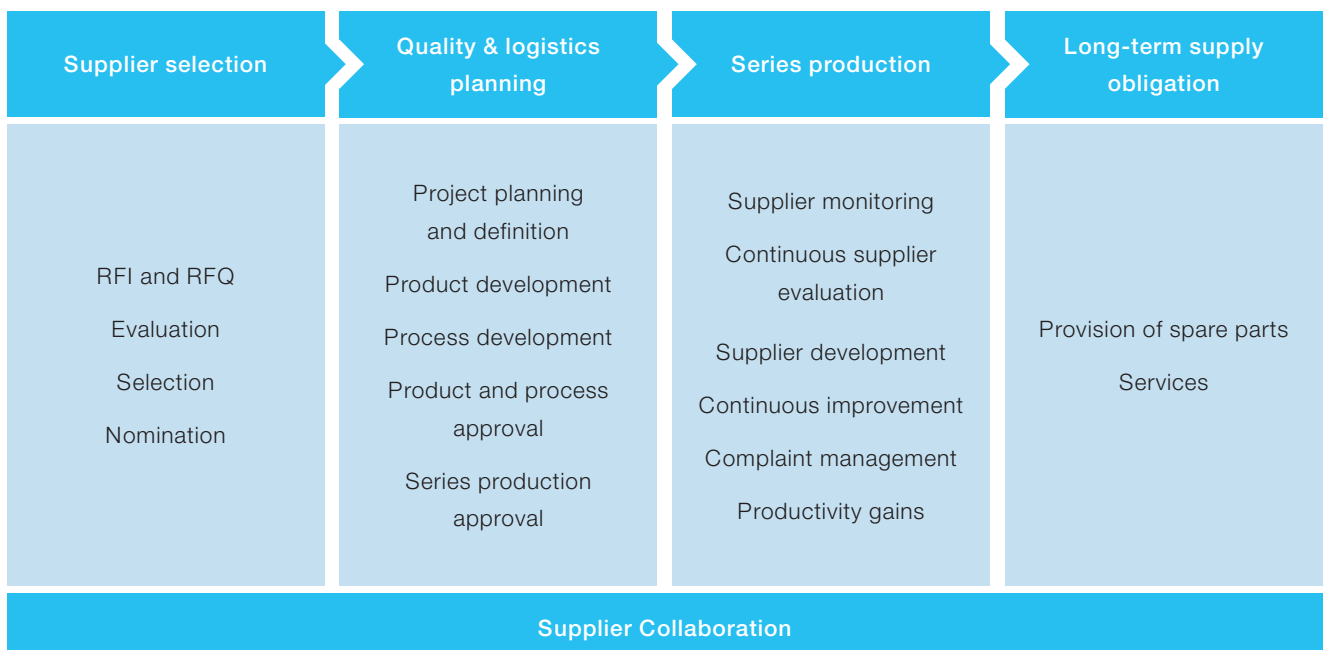 Supplier selection
Quality & logistics
planning
Series production
Long-term supply
obligation
RFI and RFQ
Evaluation
Selection
Nomination
Project planning
and definition
Product development
Process development
Product and process
approval
Series production
approval
Supplier monitoring
Continuous supplier
evaluation
Supplier development
Continuous improvement
Complaint management
Productivity gains
Provision of spare parts
Services
Supplier Collaboration